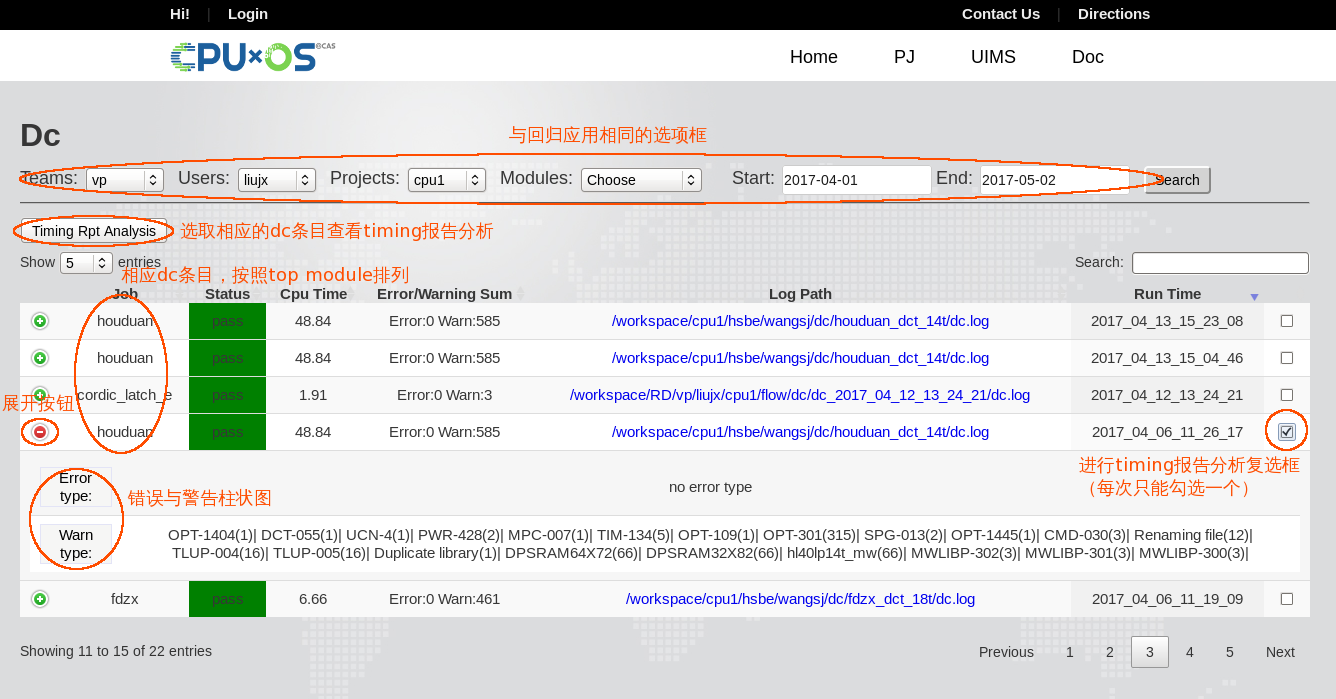 Hi! | Login Contact Us | Directions
CPU×OS @CAS Home PJ UIMS Doc
Dc
与回归应用相同的选项框
Teams: vp Users: liujx Projects: cpu1 Modules: Choose Start: 2017-04-01 End: 2017-05-02 Search
Timing Rpt Analysis 选取相应的dc条目查看timing报告分析
Show 5 entries Search:
相应dc条目，按照top module排列
Job Status Cpu Time Error/Warning Sum Log Path Run Time
houduan pass 48.84 Error:0 Warn:585 /workspace/cpu1/hsbe/wangsj/dc/houduan_dct_14t/dc.log 2017_04_13_15_23_08
houduan pass 48.84 Error:0 Warn:585 /workspace/cpu1/hsbe/wangsj/dc/houduan_dct_14t/dc.log 2017_04_13_15_04_46
cordic_latch_e pass 1.91 Error:0 Warn:3 /workspace/RD/vp/liujx/cpu1/flow/dc/dc_2017_04_12_13_24_21/dc.log 2017_04_12_13_24_21
展开按钮
houduan pass 48.84 Error:0 Warn:585 /workspace/cpu1/hsbe/wangsj/dc/houduan_dct_14t/dc.log 2017_04_06_11_26_17
进行timing报告分析复选框
（每次只能勾选一个）
Error
type:
no error type
错误与警告柱状图
Warn
type:
OPT-1404(1)| DCT-055(1)| UCN-4(1)| PWR-428(2)| MPC-007(1)| TIM-134(5)| OPT-109(1)| OPT-301(315)| SPG-013(2)| OPT-1445(1)| CMD-030(3)| Renaming file(12)|
TLUP-004(16)| TLUP-005(16)| Duplicate library(1)| DPSRAM64X72(66)| DPSRAM32X82(66)| hl40lp14t_mw(66)| MWLIBP-302(3)| MWLIBP-301(3)| MWLIBP-300(3)|
fdzx pass 6.66 Error:0 Warn:461 /workspace/cpu1/hsbe/wangsj/dc/fdzx_dct_18t/dc.log 2017_04_06_11_19_09
Showing 11 to 15 of 22 entries Previous 1 2 3 4 5 Next